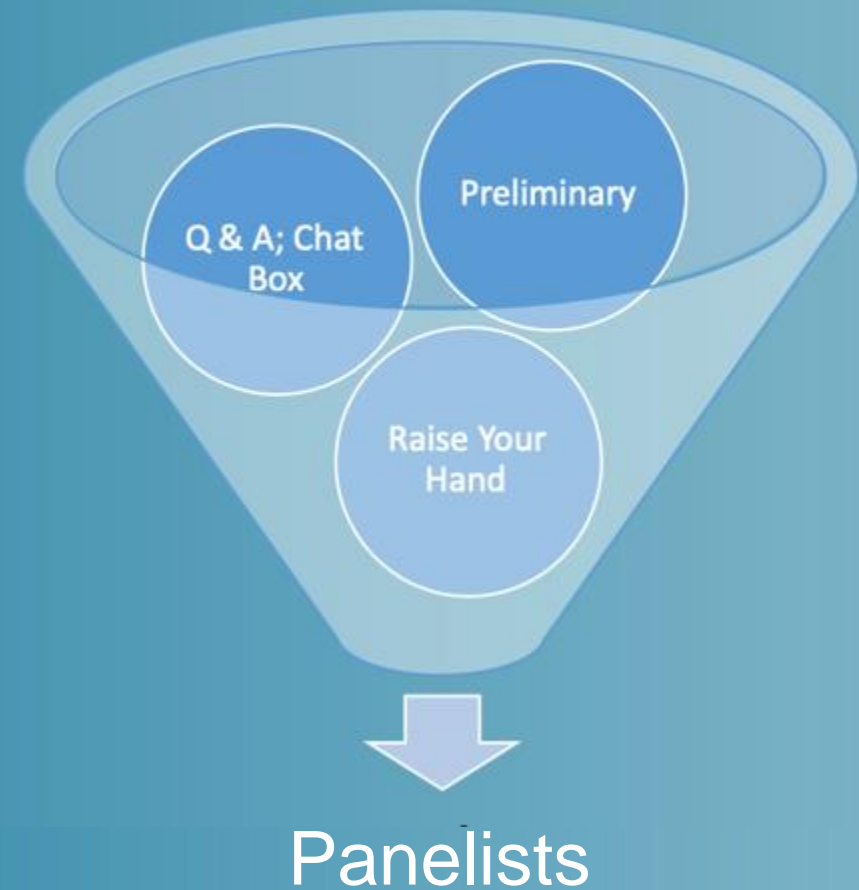 Preliminary
Q & A; Chat
Box
Raise Your
Hand
Panelists